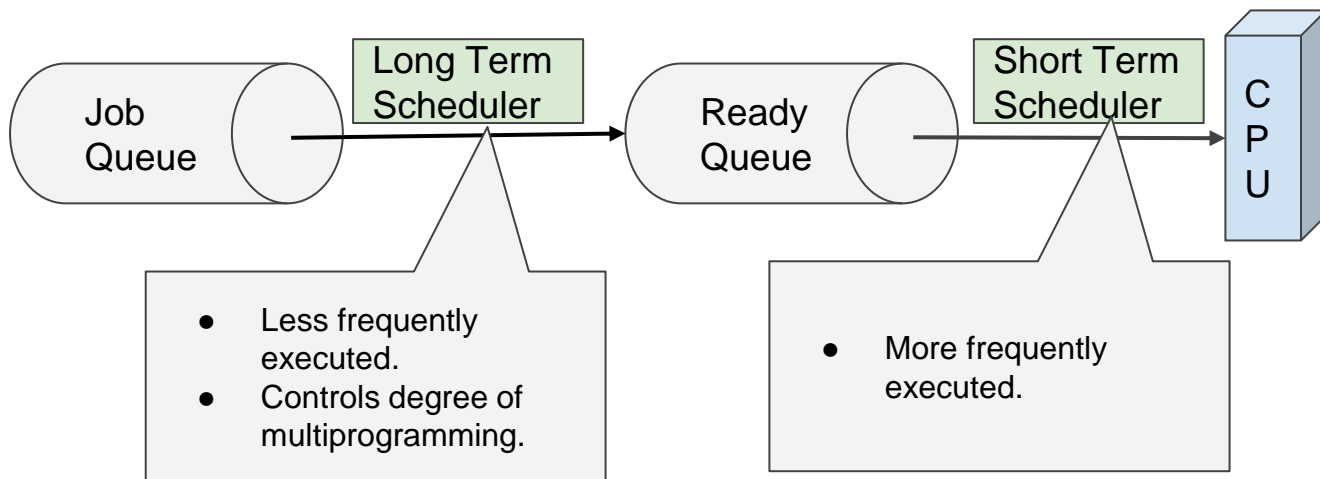 Job
Queue
Long Term
Scheduler
Ready
Queue
Short Term
Scheduler
C
P
U
● Less frequently
executed.
● Controls degree of
multiprogramming.
● More frequently
executed.